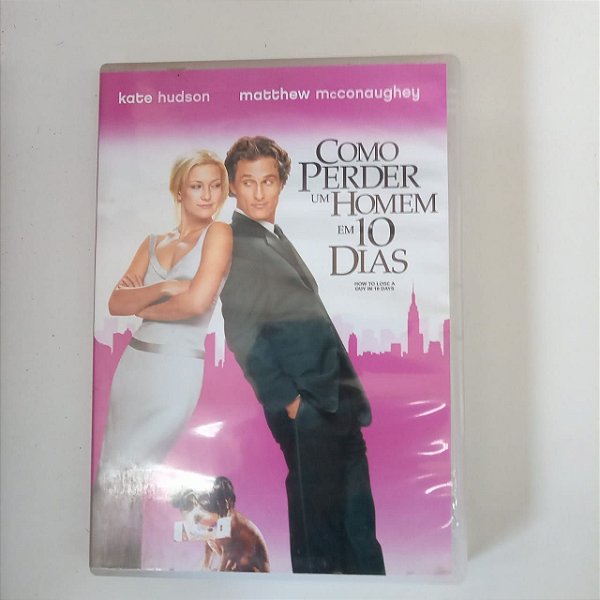 kate hudson matthew mcconaughey
COMO
PERDER
UM HOMEM
EM 10
DIAS
HOW TO LOSE A
GUY IN 10 DAYS